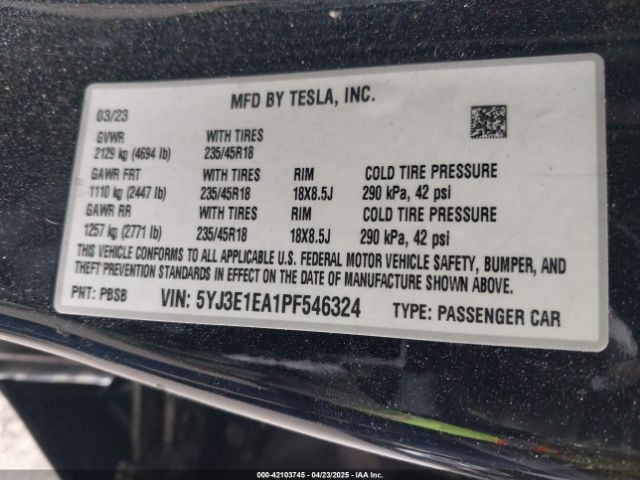 MFD BY TESLA, INC.
03/23
GVWR WITH TIRES
2129 kg (4694 lb) 235/45R18
GAWR FRT WITH TIRES RIM COLD TIRE PRESSURE
1110 kg (2447 lb) 235/45R18 18X8.5J 290 kPa, 42 psi
GAWR RR WITH TIRES RIM COLD TIRE PRESSURE
1257 kg (2771 lb) 235/45R18 18X8.5J 290 kPa, 42 psi
THIS VEHICLE CONFORMS TO ALL APPLICABLE U.S. FEDERAL MOTOR VEHICLE SAFETY, BUMPER, AND
THEFT PREVENTION STANDARDS IN EFFECT ON THE DATE OF MANUFACTURE SHOWN ABOVE.
PNT: PBSB VIN: 5YJ3E1EA1PF546324 TYPE: PASSENGER CAR
000-42103745 - 04/23/2025 - IAA Inc.